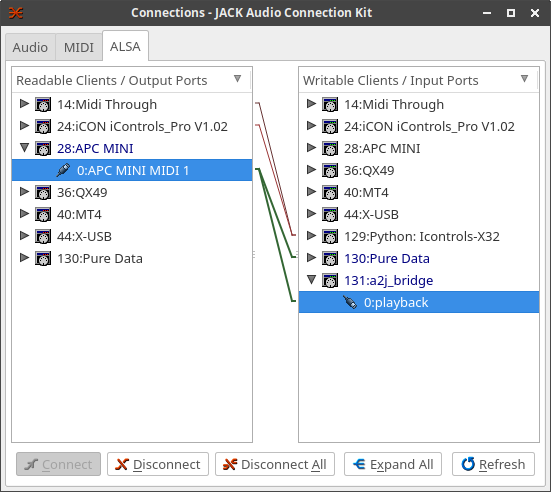 Connections - JACK Audio Connection Kit
Audio MIDI ALSA
Readable Clients / Output Ports
14:Midi Through
24:iCON iControls_Pro V1.02
28:APC MINI
0:APC MINI MIDI 1
36:QX49
40:MT4
44:X-USB
130:Pure Data
Writable Clients / Input Ports
14:Midi Through
24:iCON iControls_Pro V1.02
28:APC MINI
36:QX49
40:MT4
44:X-USB
129:Python: Icontrols-X32
130:Pure Data
131:a2j_bridge
0:playback
Connect Disconnect Disconnect All Expand All Refresh